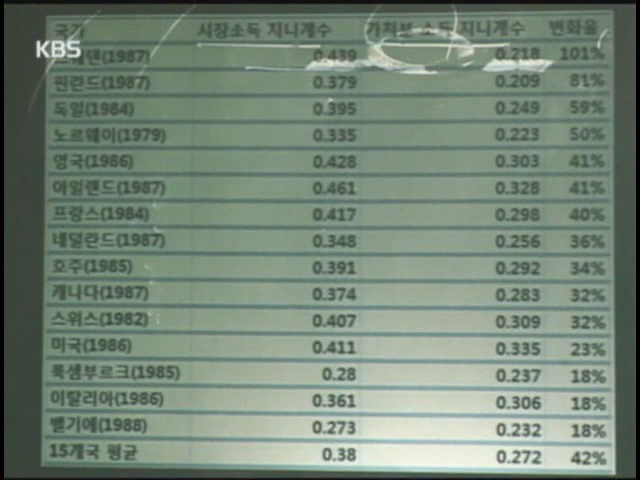 국가 시장소득 지니계수 가처분 소득 지니계수 변화율
KBS
스웨덴(1987) 0.439 0.218 101%
핀란드(1987) 0.379 0.209 81%
독일(1984) 0.395 0.249 59%
노르웨이(1979) 0.335 0.223 50%
영국(1986) 0.428 0.303 41%
아일랜드(1987) 0.461 0.328 41%
프랑스(1984) 0.417 0.298 40%
네덜란드(1987) 0.348 0.256 36%
호주(1985) 0.391 0.292 34%
캐나다(1987) 0.374 0.283 32%
스위스(1982) 0.407 0.309 32%
미국(1986) 0.411 0.335 23%
룩셈부르크(1985) 0.28 0.237 18%
이탈리아(1986) 0.361 0.306 18%
벨기에(1988) 0.273 0.232 18%
15개국 평균 0.38 0.272 42%